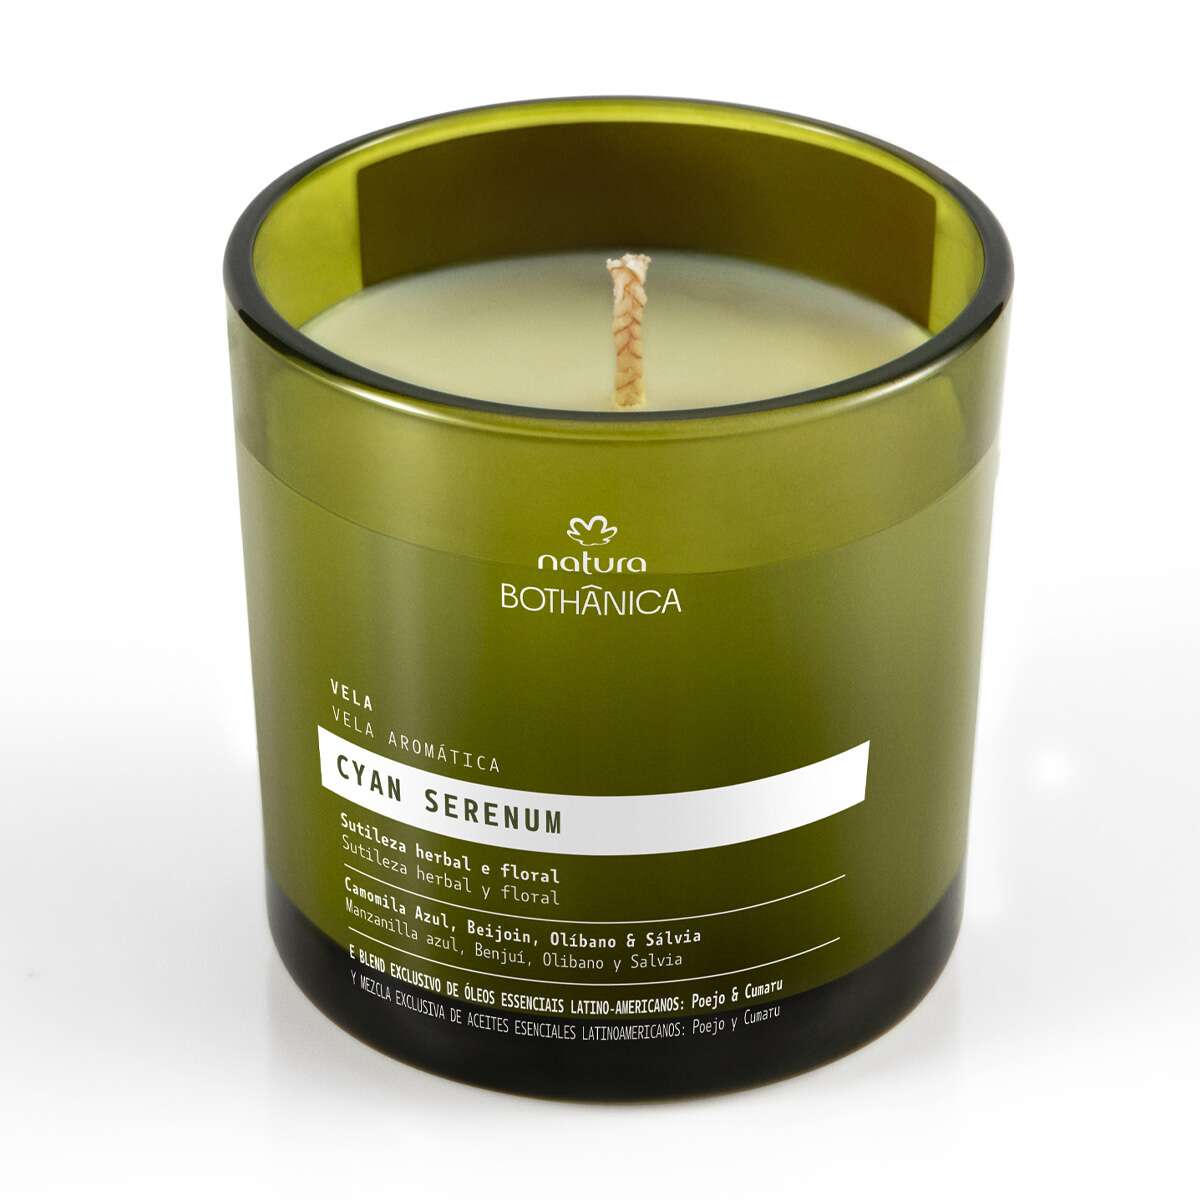 natura
BOTHÂNICA
VELA
VELA AROMÁTICA
CYAN SERENUM
Sutileza herbal e floral
Sutileza herbal y floral
Camomila Azul, Beijoin, Olíbano & Sálvia
Manzanilla azul, Benjuí, Olibano y Salvia
E BLEND EXCLUSIVO DE ÓLEOS ESSENCIAIS LATINO-AMERICANOS: Poejo & Cumaru
Y MEZCLA EXCLUSIVA DE ACEITES ESENCIALES LATINOAMERICANOS: Poejo y Cumaru